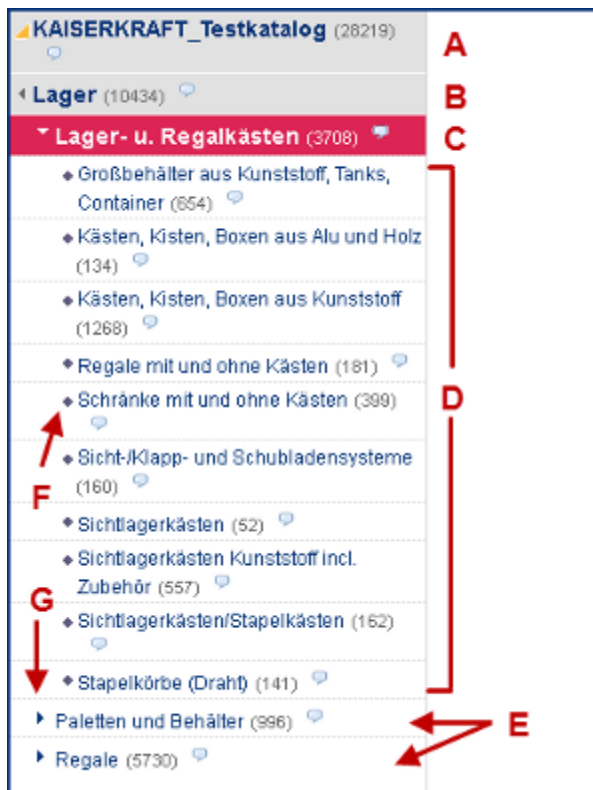 KAISERKRAFT_Testkatalog (28219)
A
Lager (10434)
B
Lager- u. Regalkästen (3708)
C
Großbehälter aus Kunststoff, Tanks,
Container (654)
Kästen, Kisten, Boxen aus Alu und Holz
(134)
Kästen, Kisten, Boxen aus Kunststoff
(1268)
Regale mit und ohne Kästen (181)
Schränke mit und ohne Kästen (399)
D
F
Sicht-/Klapp- und Schubladensysteme
(160)
Sichtlagerkästen (52)
Sichtlagerkästen Kunststoff incl.
Zubehör (557)
G
Sichtlagerkästen/Stapelkästen (162)
Stapelkörbe (Draht) (141)
Paletten und Behälter (996)
E
Regale (5730)